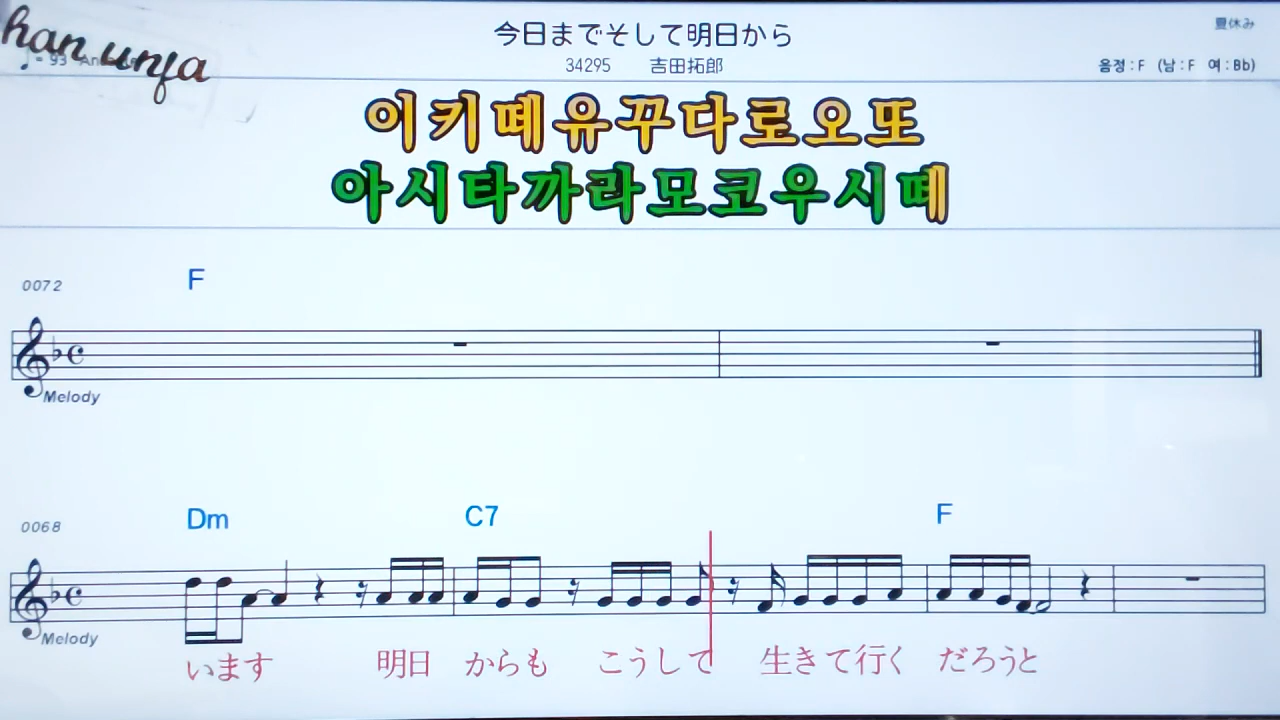 han unfa
今日までそして明日から
夏休み
34295 吉田拓郎
음정:F (남:F 여:Bb)
이키떼유꾸다로오또
아시타까라모코우시떼
0072 F
Melody
0068 Dm C7 F
Melody
います 明日 からも こうして 生きて行く だろうと